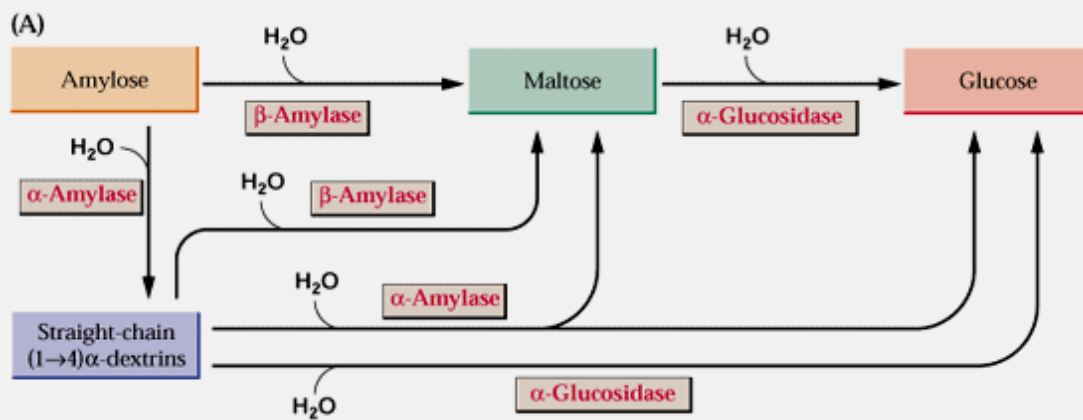 (A)
H₂O
H₂O
Amylose
Maltose
Glucose
β-Amylase
α-Glucosidase
H₂O
α-Amylase
H₂O
β-Amylase
H₂O
α-Amylase
Straight-chain
(1→4)α-dextrins
H₂O
α-Glucosidase